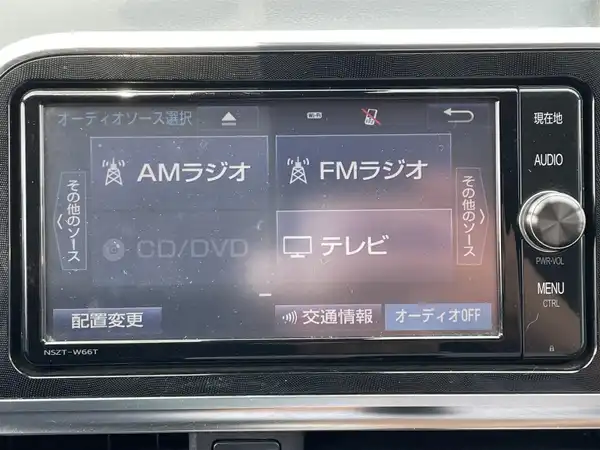 オーディオソース選択
Wi-Fi
現在地
AMラジオ
FMラジオ
AUDIO
その他のソース
その他のソース
CD/DVD
テレビ
PWR-VOL
MENU
CTRL
配置変更
交通情報
オーディオOFF
NSZT-W66T